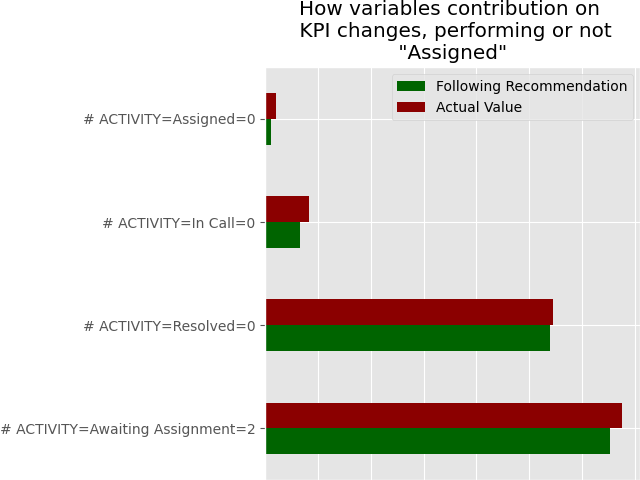 How variables contribution on
KPI changes, performing or not
"Assigned"
Following Recommendation
Actual Value
# ACTIVITY=Assigned=0
# ACTIVITY=In Call=0
# ACTIVITY=Resolved=0
# ACTIVITY=Awaiting Assignment=2